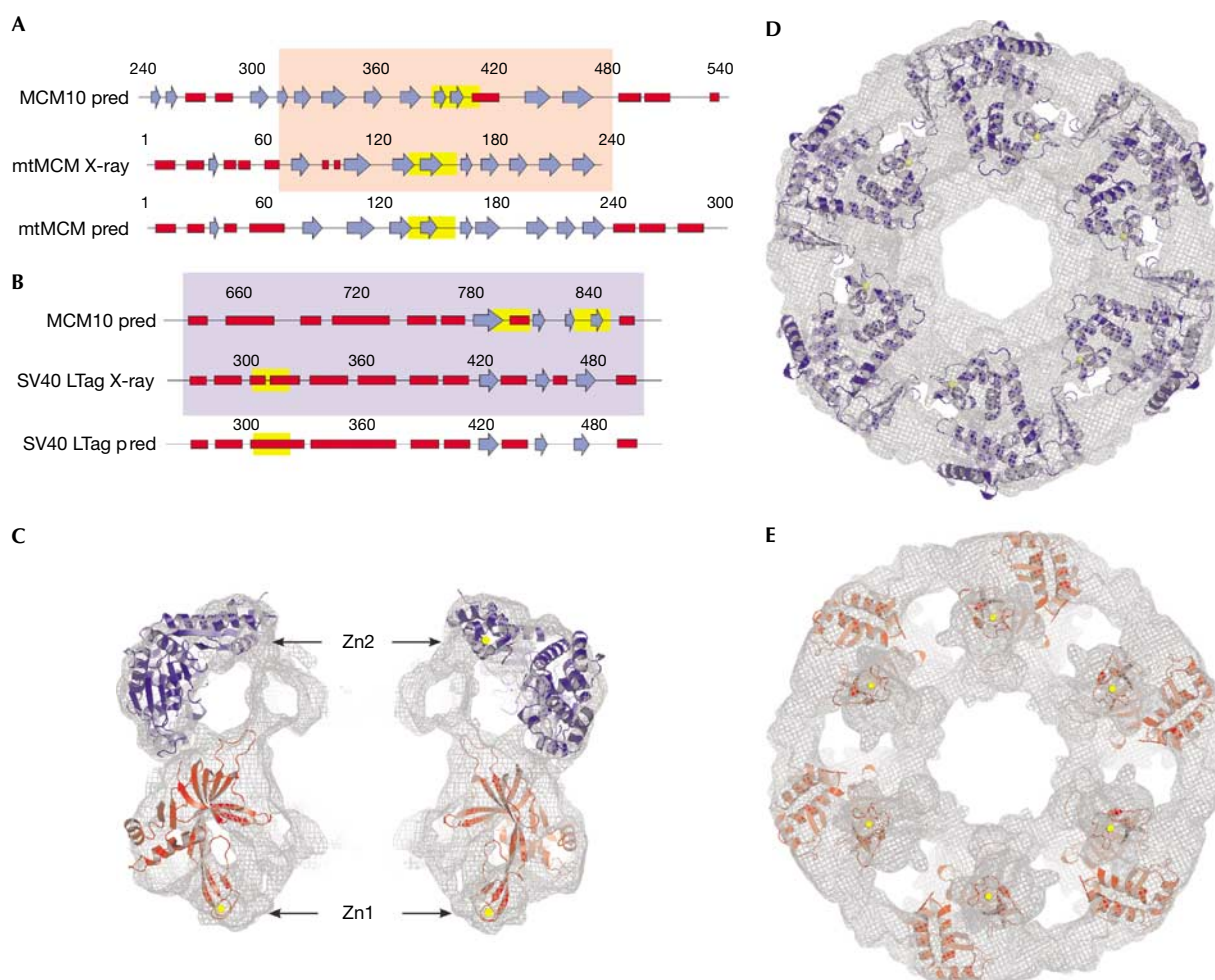 A
240 300 360 420 480 540
MCM10 pred
1 60 120 180 240
mtMCM X-ray
1 60 120 180 240 300
mtMCM pred
B
660 720 780 840
MCM10 pred
300 360 420 480
SV40 LTag X-ray
300 360 420 480
SV40 LTag pred
C
Zn2
Zn1
D
E